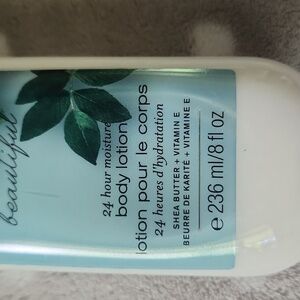 beautiful
24 hour moisture
body lotion
lotion pour le corps
24 heures d'hydratation
SHEA BUTTER + VITAMIN E
BEURRE DE KARITÉ + VITAMINE E
℮ 236 ml/8 fl oz